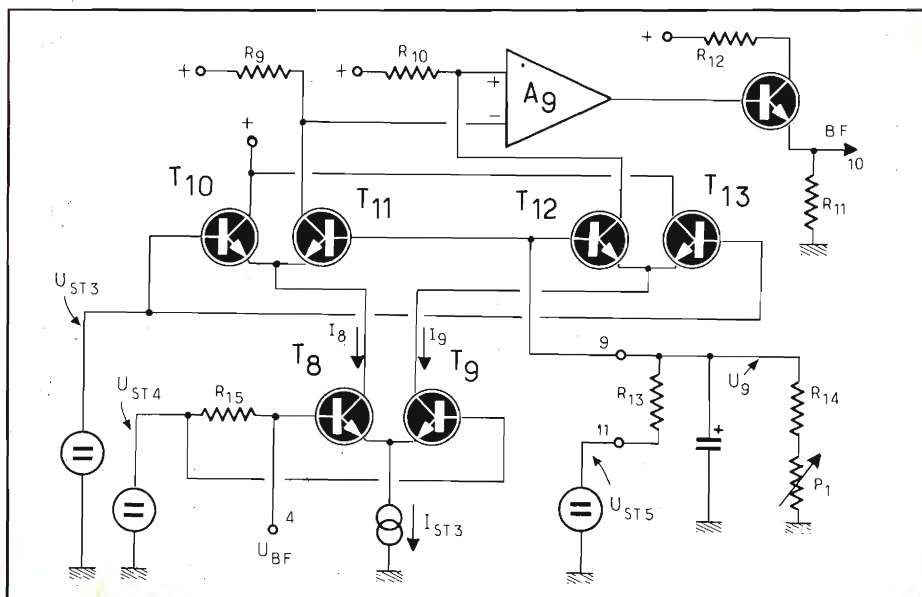 + R9
+ R10
+ R12
+
−
A9
BF
10
+
R11
T10
T11
T12
T13
UST3
I8
I9
9
U9
T8
T9
R13
R14
UST4
R15
11
P1
UST5
4
UBF
IST3